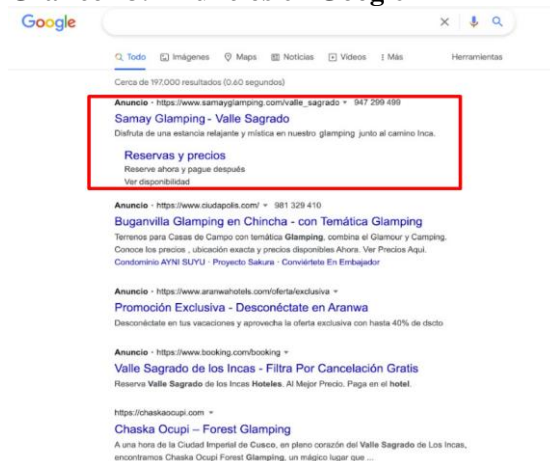 Google
Todo Imágenes Maps Noticias Videos Más Herramientas
Cerca de 197,000 resultados (0.60 segundos)
Anuncio · https://www.samayglamping.com/valle_sagrado 947 299 499
Samay Glamping - Valle Sagrado
Disfruta de una estancia relajante y mística en nuestro glamping junto al camino Inca.
Reservas y precios
Reserve ahora y pague después
Ver disponibilidad
Anuncio · https://www.ciudapolis.com/ 981 329 410
Buganvilla Glamping en Chincha - con Temática Glamping
Terrenos para Casas de Campo con temática Glamping, combina el Glamour y Camping.
Conoce los precios , ubicación exacta y precios disponibles Ahora. Ver Precios Aqui.
Condominio AYNI SUYU · Proyecto Sakura · Conviértete En Embajador
Anuncio · https://www.aranwahotels.com/oferta/exclusiva
Promoción Exclusiva - Desconéctate en Aranwa
Desconéctate en tus vacaciones y aprovecha la oferta exclusiva con hasta 40% de dscto
Anuncio · https://www.booking.com/booking
Valle Sagrado de los Incas - Filtra Por Cancelación Gratis
Reserva Valle Sagrado de los Incas Hoteles. Al Mejor Precio. Paga en el hotel.
https://chaskaocupi.com
Chaska Ocupi – Forest Glamping
A una hora de la Ciudad Imperial de Cusco, en pleno corazón del Valle Sagrado de Los Incas,
encontramos Chaska Ocupi Forest Glamping, un mágico lugar que ...